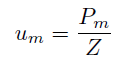 u_m = \frac{P_m}{Z}